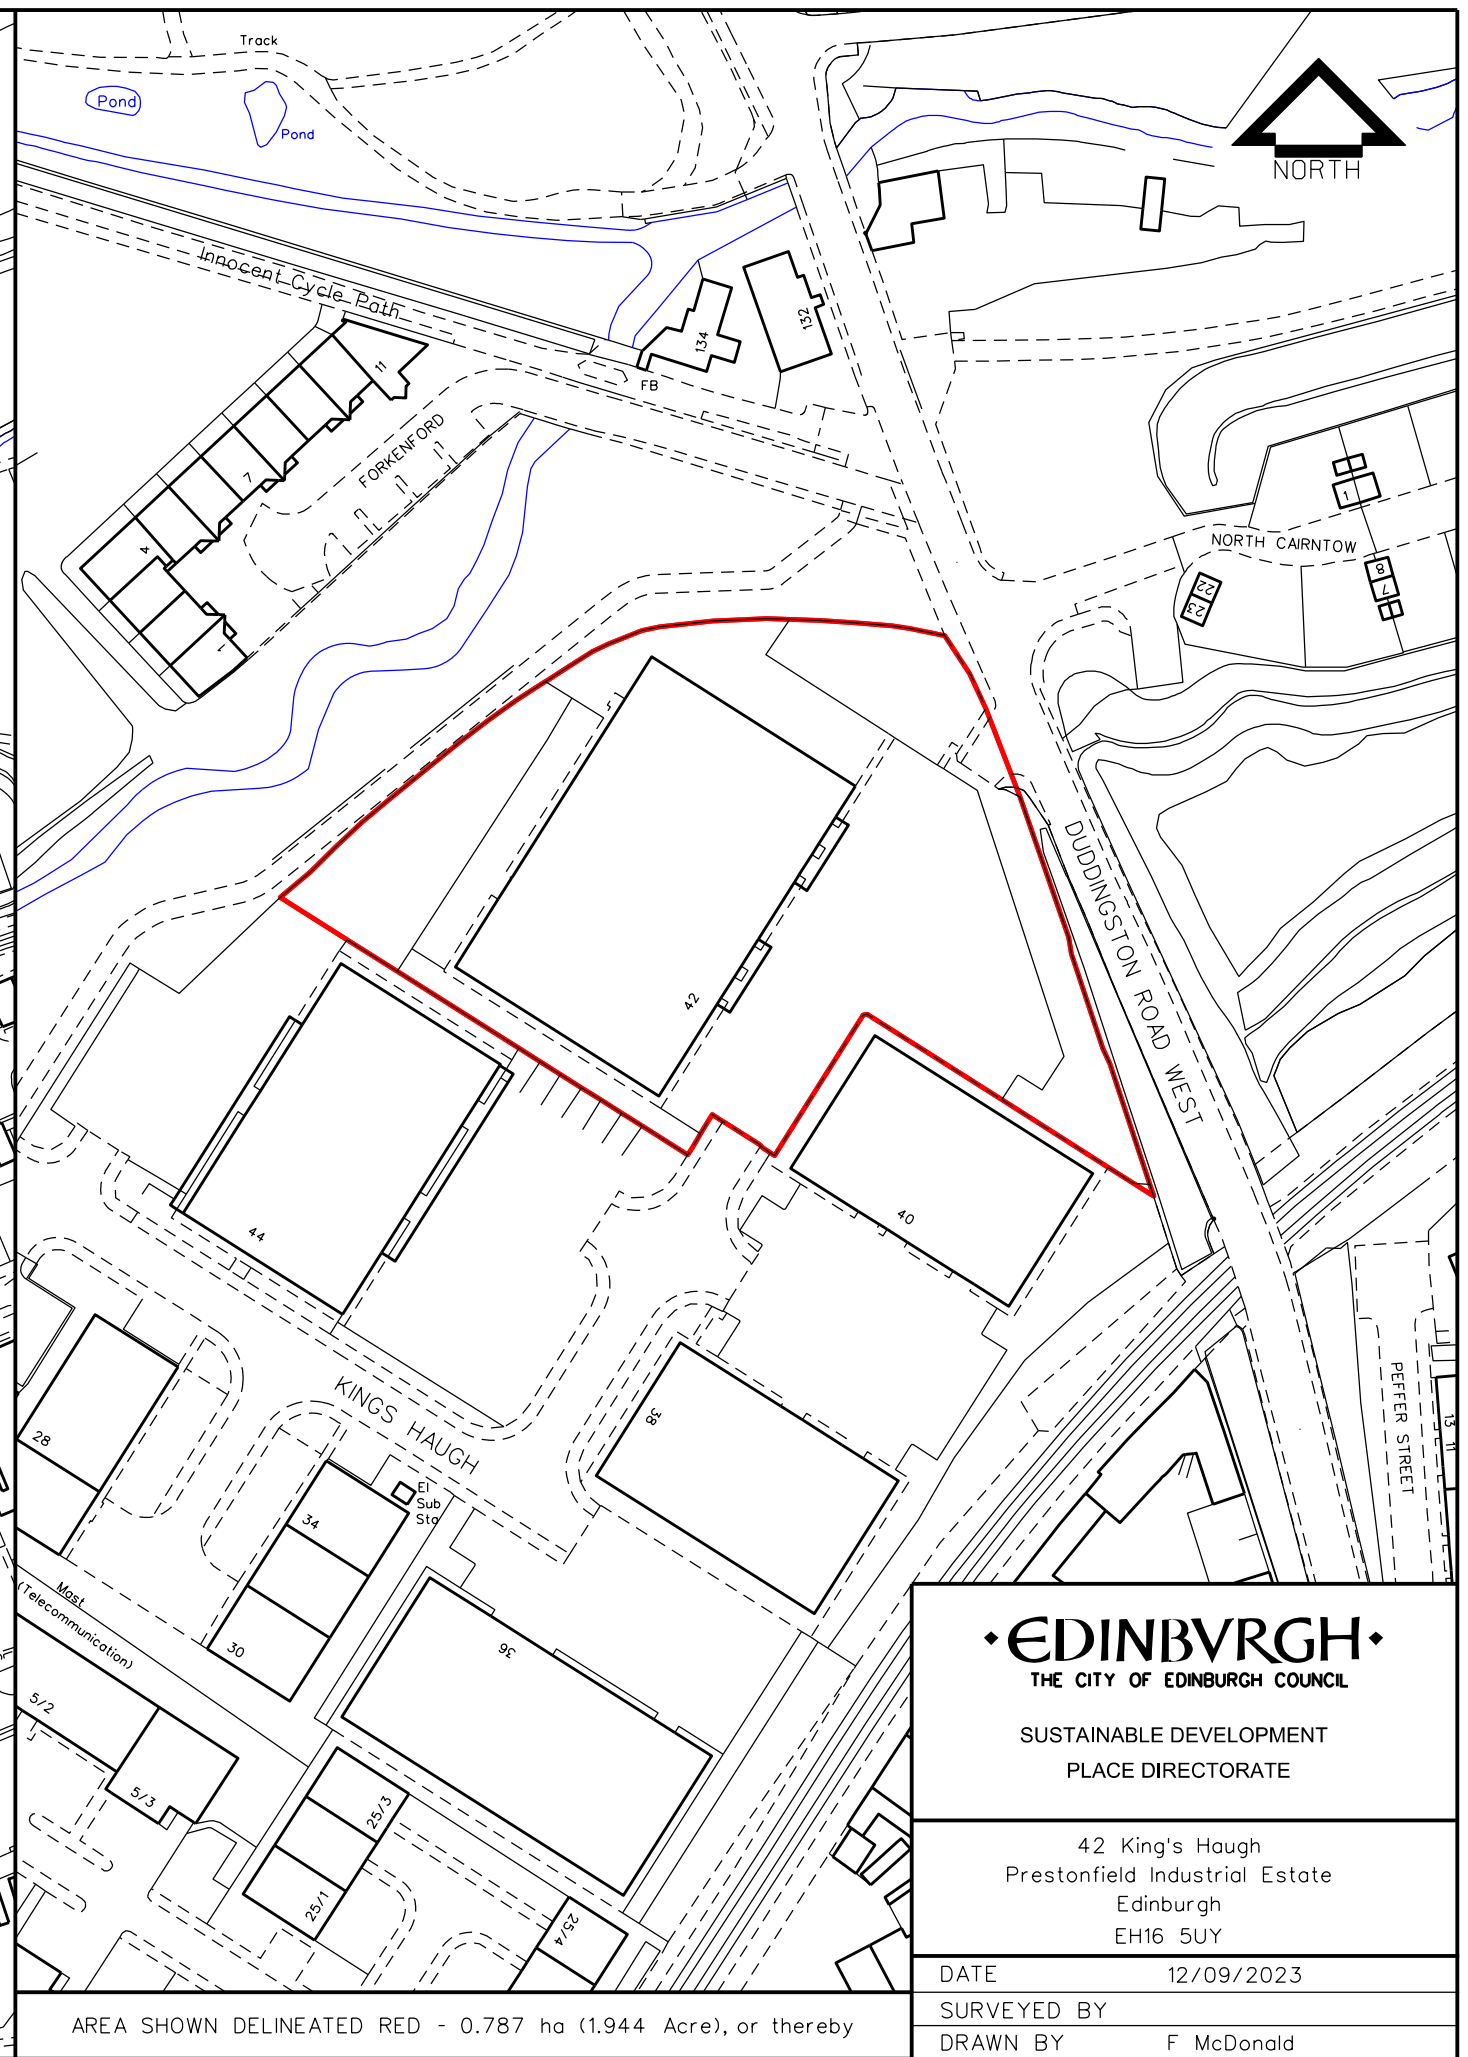 Track
Pond
Pond
NORTH
Innocent Cycle Path
132
134
FB
11
FORKENFORD
7
4
1
1
NORTH CAIRNTOW
8
7
22
23
DUDDINGSTON ROAD WEST
42
40
44
38
KINGS HAUGH
PEFFER STREET
13
11
28
El
Sub
Sta
34
30
Mast
(Telecommunication)
36
5/2
5/3
25/3
25/1
25/4
EDINBVRGH
THE CITY OF EDINBURGH COUNCIL
SUSTAINABLE DEVELOPMENT
PLACE DIRECTORATE
42 King's Haugh
Prestonfield Industrial Estate
Edinburgh
EH16 5UY
DATE 12/09/2023
SURVEYED BY
DRAWN BY F McDonald
AREA SHOWN DELINEATED RED - 0.787 ha (1.944 Acre), or thereby